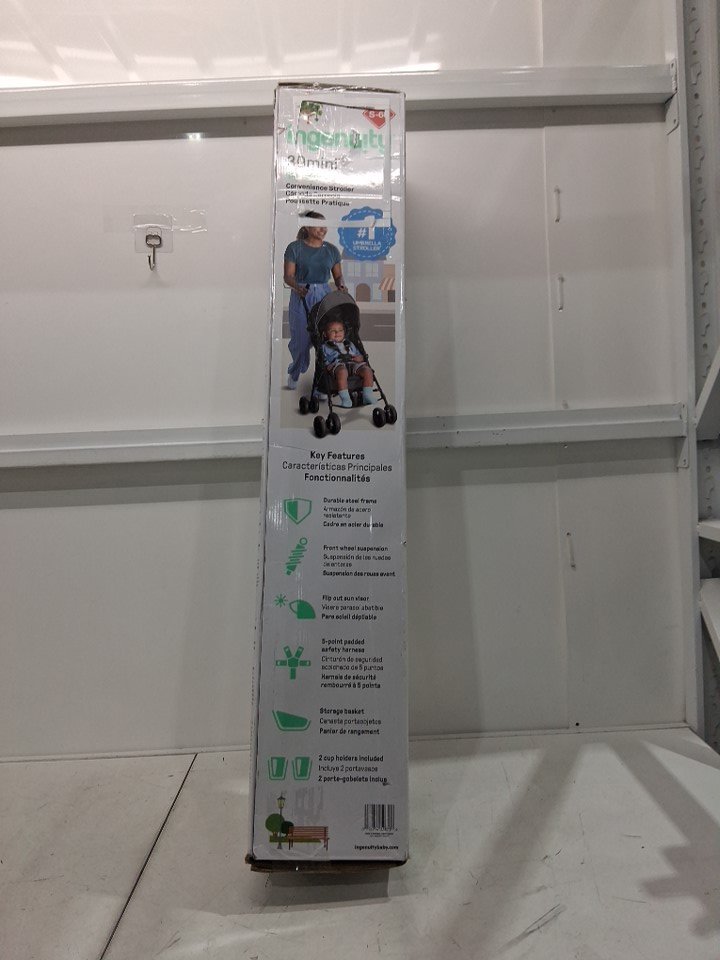 S-6
ingenuity
3Dmini
Convenience Stroller
Poussette Pratique
#1
UMBRELLA
STROLLER
Key Features
Características Principales
Fonctionnalités
Durable steel frame
Armazón de acero
resistente
Cadre en acier durable
Front wheel suspension
Suspensión de las ruedas
delanteras
Suspension des roues avant
Flip out sun visor
Visera parasol abatible
Pare soleil dépliable
5-point padded
safety harness
Cinturón de seguridad
acolchado de 5 puntos
Harnais de sécurité
rembourré à 5 points
Storage basket
Canasta portaobjetos
Panier de rangement
2 cup holders included
Incluye 2 portavasos
2 porte-gobelets inclus
ingenuitybaby.com